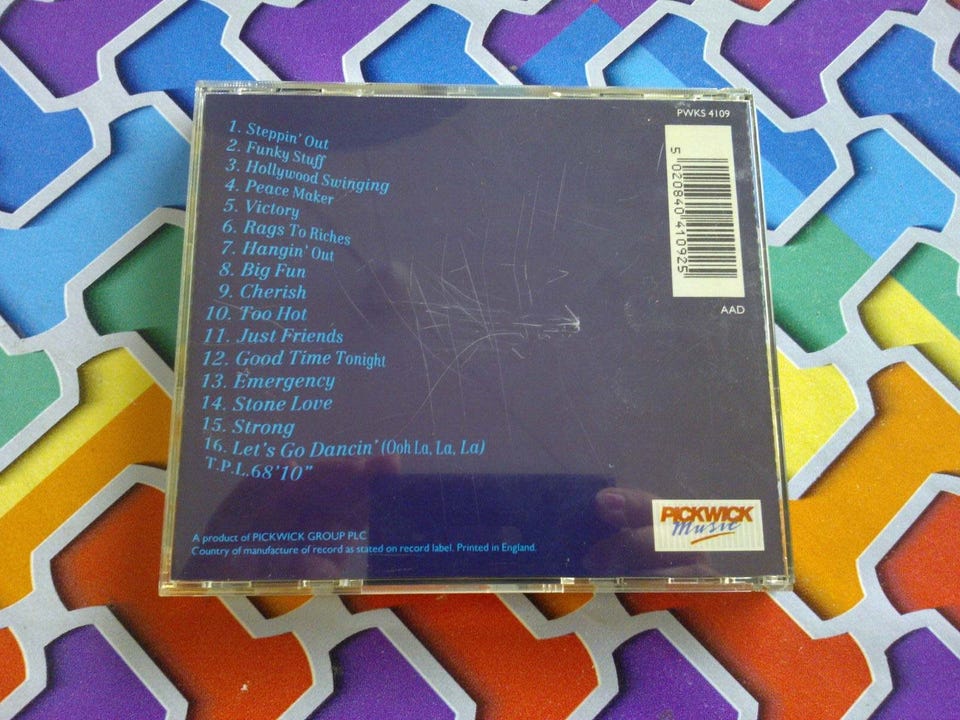 PWKS 4109
1. Steppin' Out
2. Funky Stuff
3. Hollywood Swinging
4. Peace Maker
5. Victory
6. Rags To Riches
7. Hangin' Out
8. Big Fun
9. Cherish
10. Too Hot
11. Just Friends
12. Good Time Tonight
13. Emergency
14. Stone Love
15. Strong
16. Let's Go Dancin' (Ooh La, La, La)
T.P.L.68'10"
5 020840 410925
AAD
PICKWICK
Music
A product of PICKWICK GROUP PLC
Country of manufacture of record as stated on record label. Printed in England.